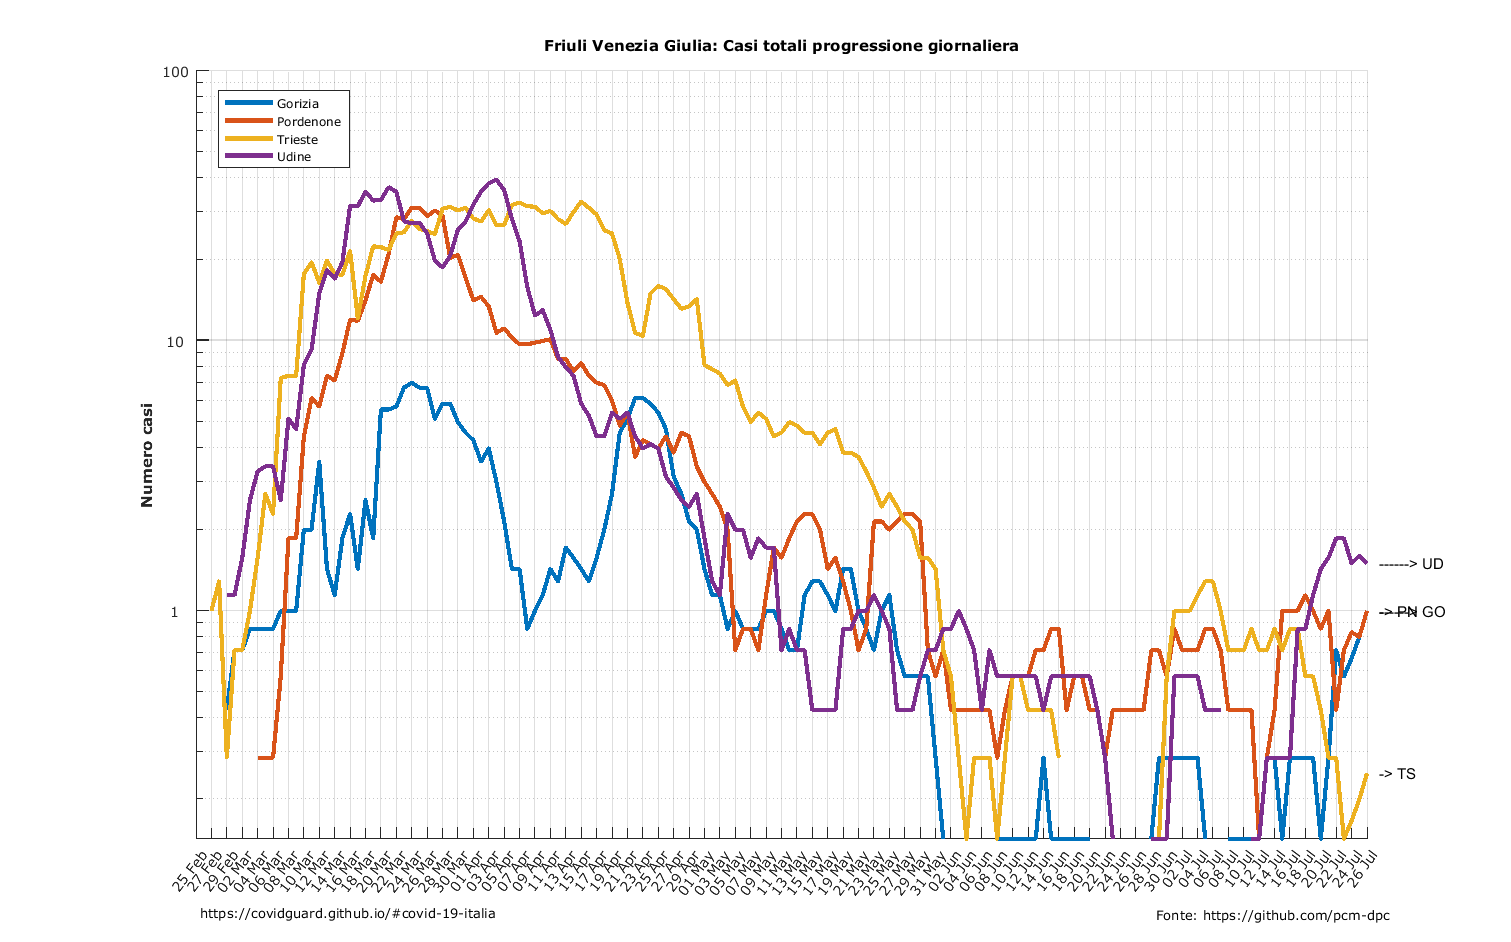 Friuli Venezia Giulia: Casi totali progressione giornaliera
100
10
1
Numero casi
Gorizia
Pordenone
Trieste
Udine
------> UD
-> PN
GO
-> TS
25 Feb
27 Feb
29 Feb
02 Mar
04 Mar
06 Mar
08 Mar
10 Mar
12 Mar
14 Mar
16 Mar
18 Mar
20 Mar
22 Mar
24 Mar
26 Mar
28 Mar
30 Mar
01 Apr
03 Apr
05 Apr
07 Apr
09 Apr
11 Apr
13 Apr
15 Apr
17 Apr
19 Apr
21 Apr
23 Apr
25 Apr
27 Apr
29 Apr
01 May
03 May
05 May
07 May
09 May
11 May
13 May
15 May
17 May
19 May
21 May
23 May
25 May
27 May
29 May
31 May
02 Jun
04 Jun
06 Jun
08 Jun
10 Jun
12 Jun
14 Jun
16 Jun
18 Jun
20 Jun
22 Jun
24 Jun
26 Jun
28 Jun
30 Jun
02 Jul
04 Jul
06 Jul
08 Jul
10 Jul
12 Jul
14 Jul
16 Jul
18 Jul
20 Jul
22 Jul
24 Jul
26 Jul
https://covidguard.github.io/#covid-19-italia
Fonte: https://github.com/pcm-dpc